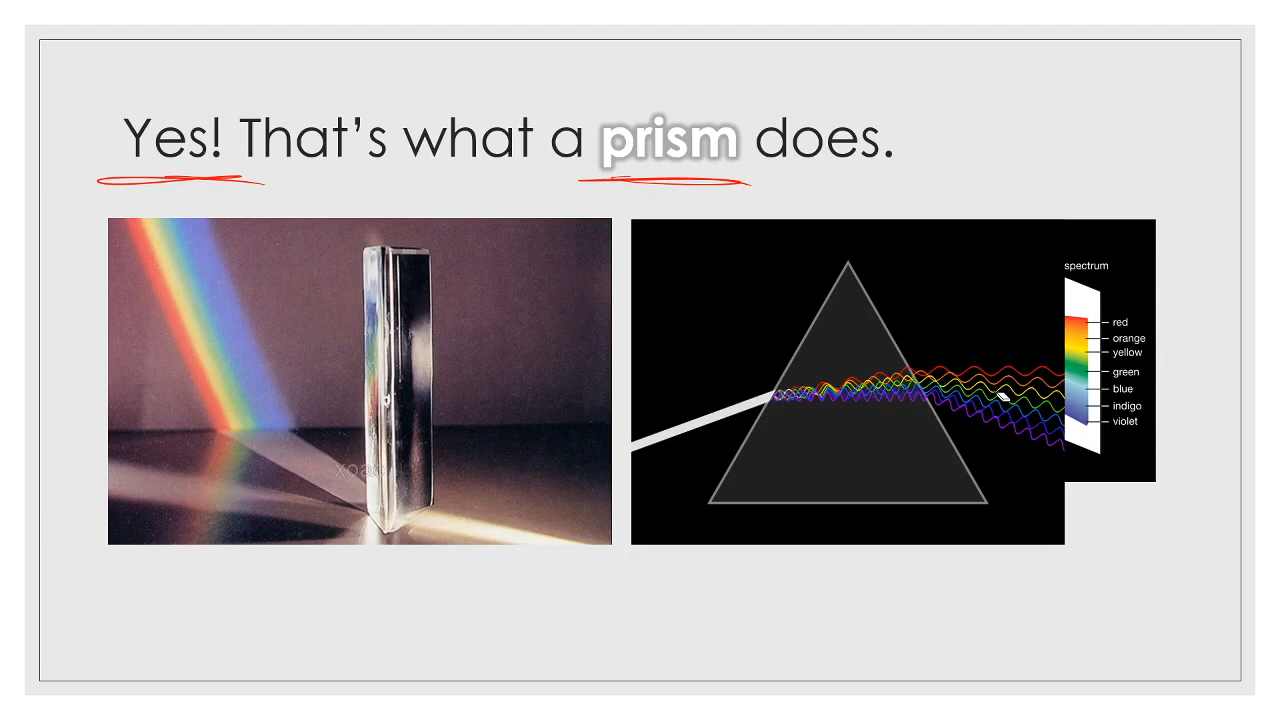 Yes! That’s what a prism does.
spectrum
red
orange
yellow
green
blue
indigo
violet